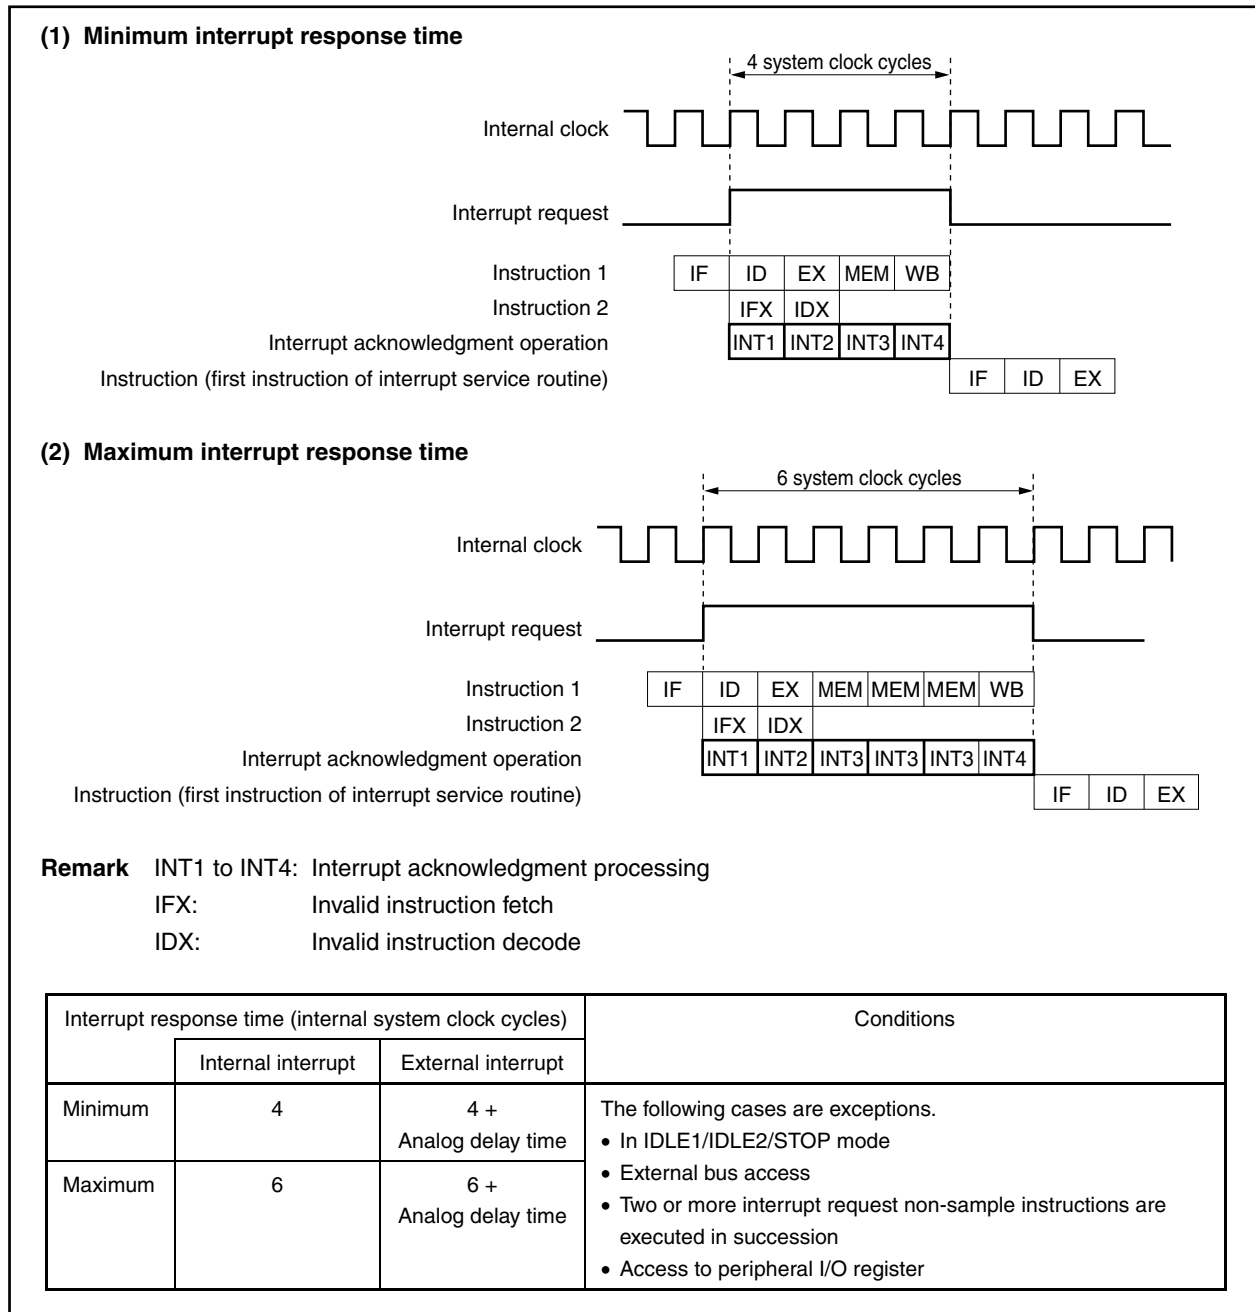 (1) Minimum interrupt response time
4 system clock cycles
Internal clock
Interrupt request
Instruction 1 IF ID EX MEM WB
Instruction 2 IFX IDX
Interrupt acknowledgment operation INT1 INT2 INT3 INT4
Instruction (first instruction of interrupt service routine) IF ID EX
(2) Maximum interrupt response time
6 system clock cycles
Internal clock
Interrupt request
Instruction 1 IF ID EX MEM MEM MEM WB
Instruction 2 IFX IDX
Interrupt acknowledgment operation INT1 INT2 INT3 INT3 INT3 INT4
Instruction (first instruction of interrupt service routine) IF ID EX
Remark INT1 to INT4: Interrupt acknowledgment processing
IFX: Invalid instruction fetch
IDX: Invalid instruction decode
Interrupt response time (internal system clock cycles) Conditions
Internal interrupt External interrupt
Minimum 4 4 +
Analog delay time
Maximum 6 6 +
Analog delay time
The following cases are exceptions.
• In IDLE1/IDLE2/STOP mode
• External bus access
• Two or more interrupt request non-sample instructions are
executed in succession
• Access to peripheral I/O register